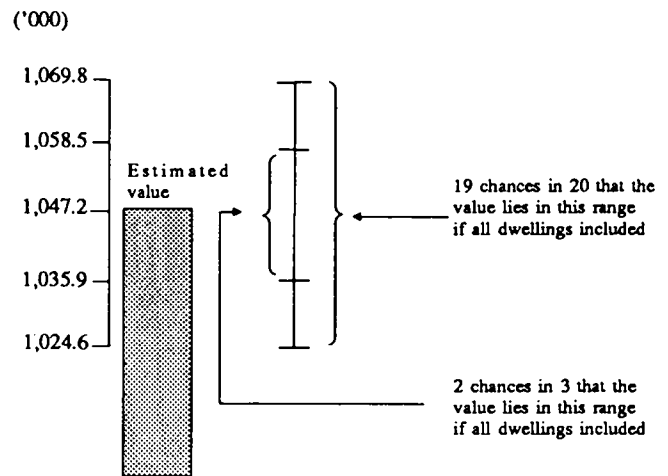 ('000)
1,069.8
1,058.5
Estimated
value
1,047.2
1,035.9
1,024.6
19 chances in 20 that the
value lies in this range
if all dwellings included
2 chances in 3 that the
value lies in this range
if all dwellings included